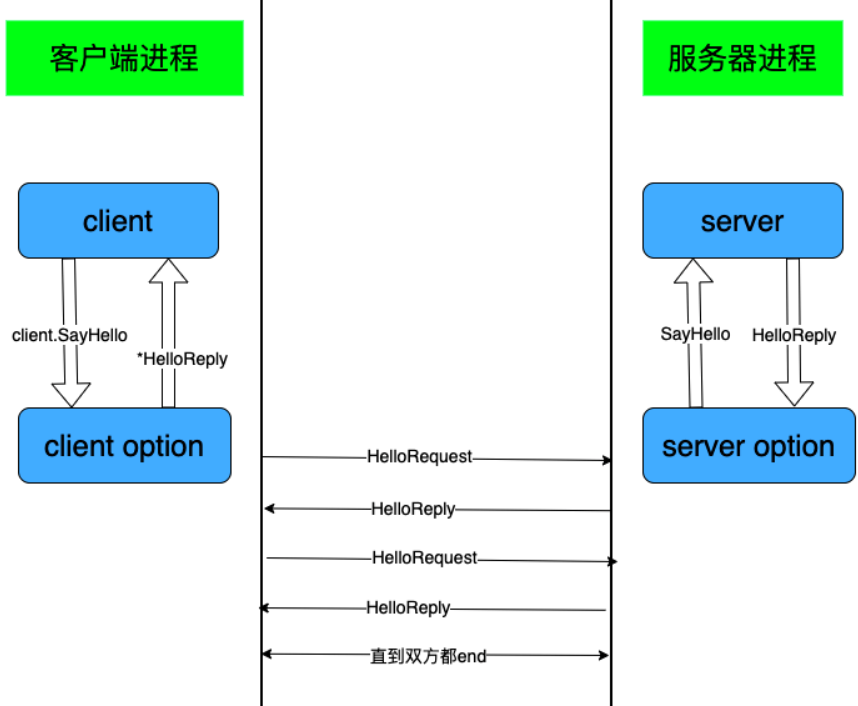 客户端进程
服务器进程
client
server
client.SayHello
*HelloReply
SayHello
HelloReply
client option
server option
HelloRequest
HelloReply
HelloRequest
HelloReply
直到双方都end